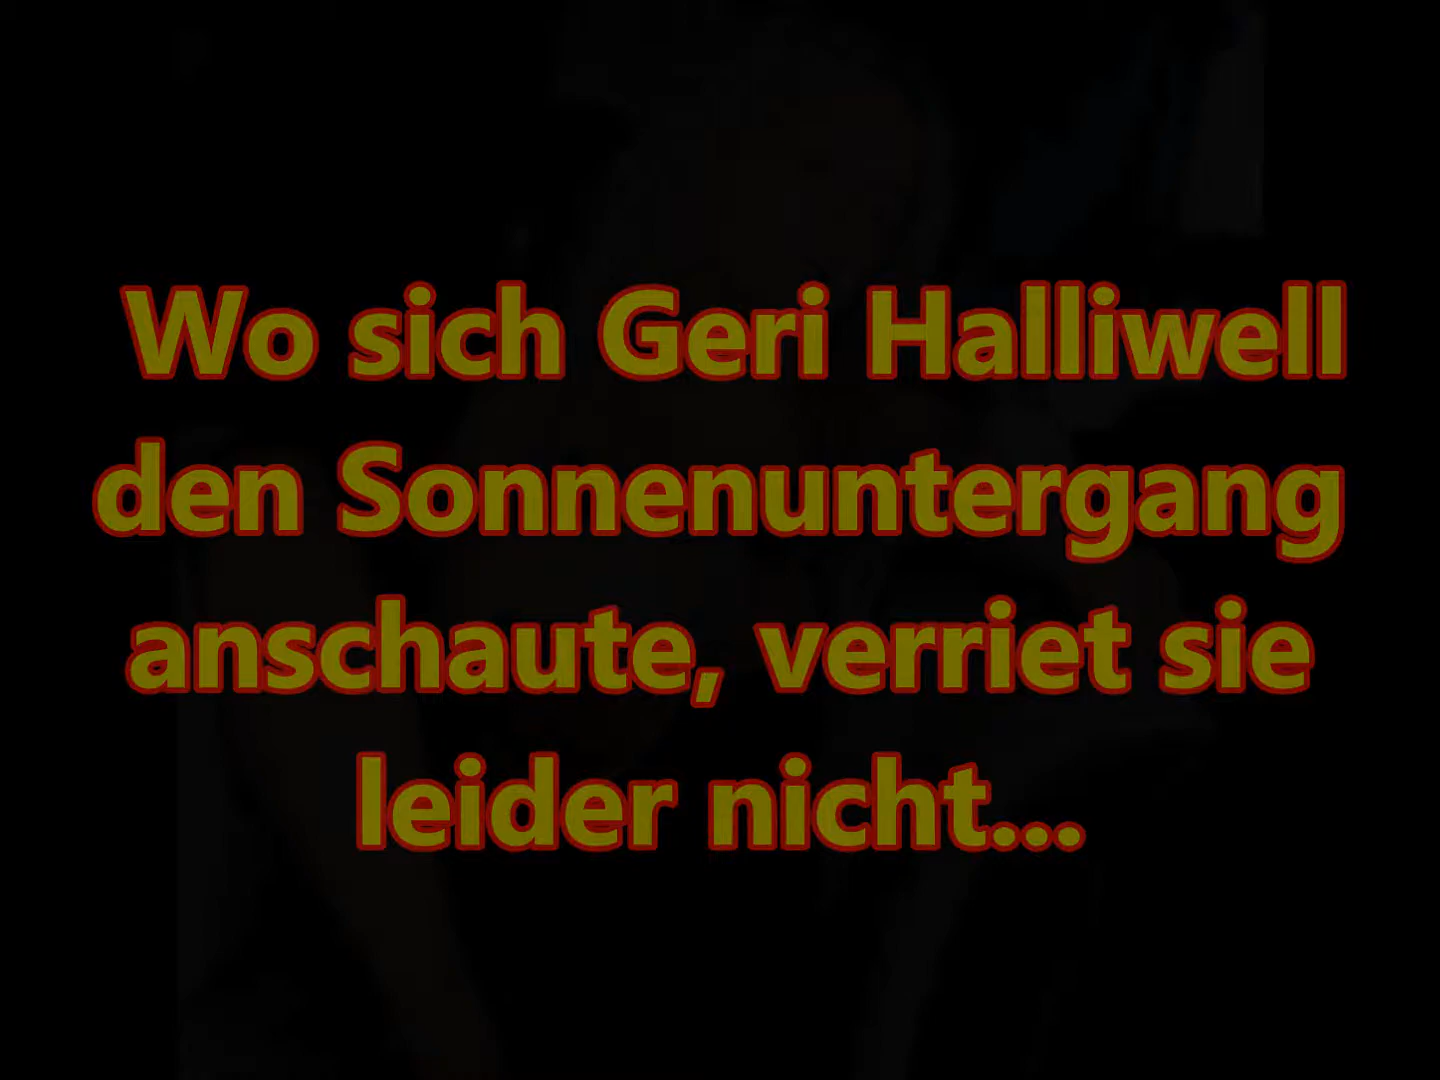 Wo sich Geri Halliwell
den Sonnenuntergang
anschaute, verriet sie
leider nicht...